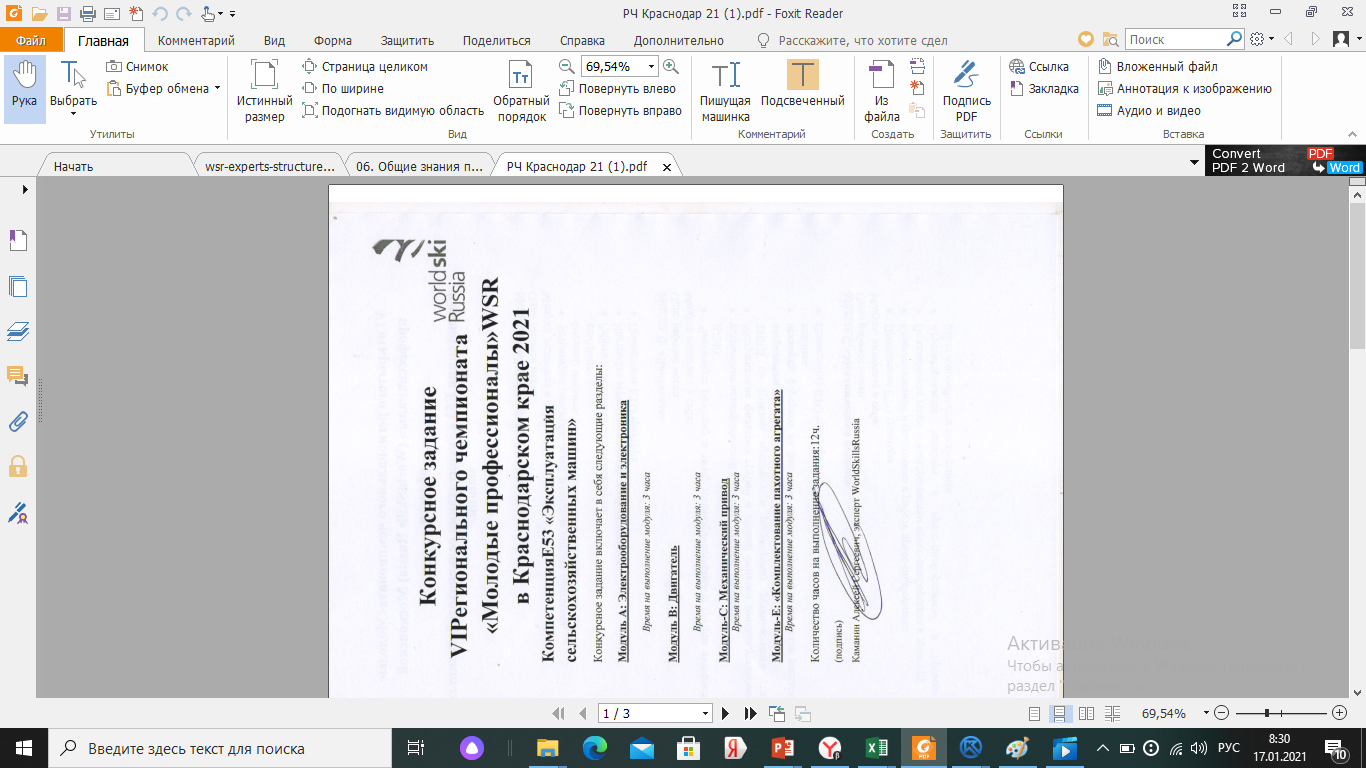 РЧ Краснодар 21 (1).pdf - Foxit Reader
Файл Главная Комментарий Вид Форма Защитить Поделиться Справка Дополнительно Расскажите, что хотите сдел Поиск
Рука
Выбрать
Снимок
Буфер обмена
Утилиты
Истинный размер
Страница целиком
По ширине
Подогнать видимую область
Обратный порядок
69,54%
Повернуть влево
Повернуть вправо
Вид
Пишущая машинка
Подсвеченный
Комментарий
Из файла
Создать
Подпись PDF
Защитить
Ссылка
Закладка
Ссылки
Вложенный файл
Аннотация к изображению
Аудио и видео
Вставка
Начать
wsr-experts-structure...
06. Общие знания п...
РЧ Краснодар 21 (1).pdf
Convert PDF
PDF 2 Word Word
world ski
Russia
Конкурсное задание
VIРегионального чемпионата
«Молодые профессионалы»WSR
в Краснодарском крае 2021
КомпетенцияЕ53 «Эксплуатация
сельскохозяйственных машин»
Конкурсное задание включает в себя следующие разделы:
Модуль А: Электрооборудование и электроника
Время на выполнение модуля: 3 часа
Модуль В: Двигатель
Время на выполнение модуля: 3 часа
Модуль-С: Механический привод
Время на выполнение модуля: 3 часа
Модуль-Е: «Комплектование пахотного агрегата»
Время на выполнение модуля: 3 часа
Количество часов на выполнение задания:12ч.
(подпись)
Каманин Алексей Сергеевич, эксперт WorldSkillsRussia
1 / 3
69,54%
Введите здесь текст для поиска
РУС
8:30
17.01.2021
10